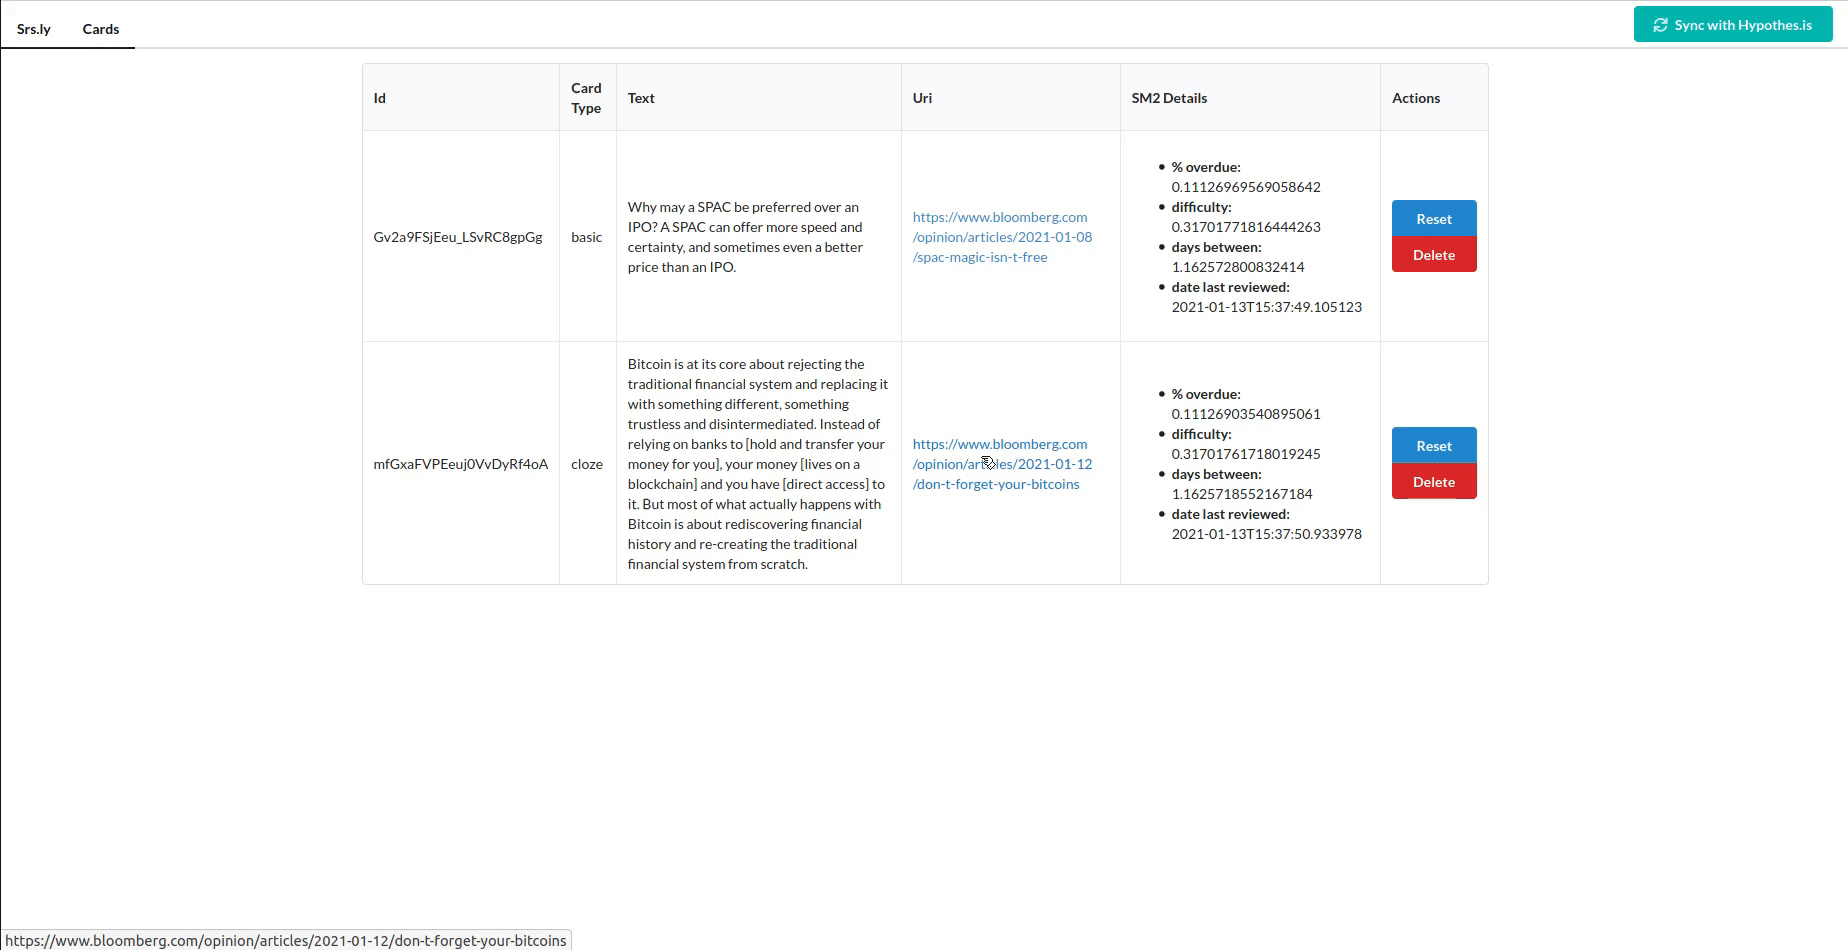 Srs.ly Cards Sync with Hypothes.is
Id Card Type Text Uri SM2 Details Actions
Gv2a9FSjEeu_LSvRC8gpGg
basic
Why may a SPAC be preferred over an
IPO? A SPAC can offer more speed and
certainty, and sometimes even a better
price than an IPO.
https://www.bloomberg.com
/opinion/articles/2021-01-08
/spac-magic-isn-t-free
% overdue:
0.11126969569058642
difficulty:
0.31701771816444263
days between:
1.162572800832414
date last reviewed:
2021-01-13T15:37:49.105123
Reset
Delete
mfGxaFVPEeuj0VvDyRf4oA
cloze
Bitcoin is at its core about rejecting the
traditional financial system and replacing it
with something different, something
trustless and disintermediated. Instead of
relying on banks to [hold and transfer your
money for you], your money [lives on a
blockchain] and you have [direct access] to
it. But most of what actually happens with
Bitcoin is about rediscovering financial
history and re-creating the traditional
financial system from scratch.
https://www.bloomberg.com
/opinion/articles/2021-01-12
/don-t-forget-your-bitcoins
% overdue:
0.11126903540895061
difficulty:
0.31701761718019245
days between:
1.1625718552167184
date last reviewed:
2021-01-13T15:37:50.933978
Reset
Delete
https://www.bloomberg.com/opinion/articles/2021-01-12/don-t-forget-your-bitcoins